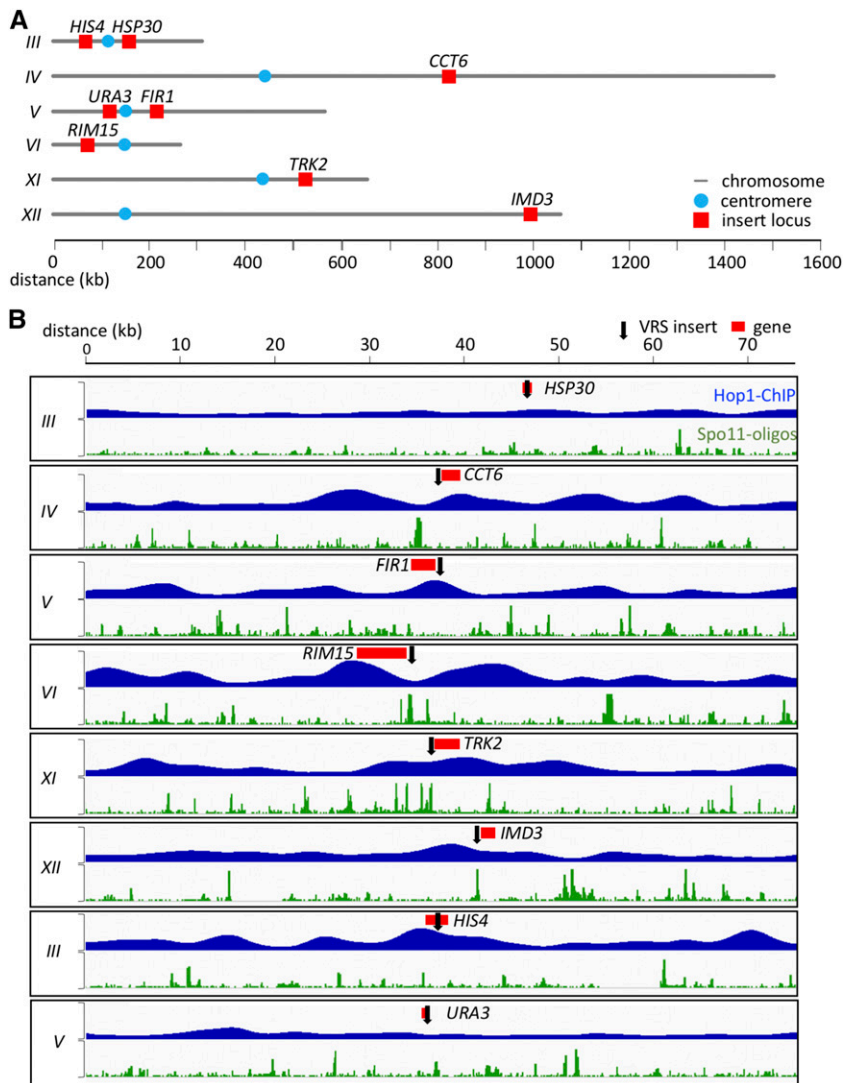 A
HIS4 HSP30
III
CCT6
IV
URA3 FIR1
V
RIM15
VI
TRK2
XI
IMD3
XII
chromosome
centromere
insert locus
0 200 400 600 800 1000 1200 1400 1600
distance (kb)
B
distance (kb)
VRS insert gene
0 10 20 30 40 50 60 70
HSP30
Hop1-ChIP
III
Spo11-oligos
CCT6
IV
FIR1
V
RIM15
VI
TRK2
XI
IMD3
XII
HIS4
III
URA3
V